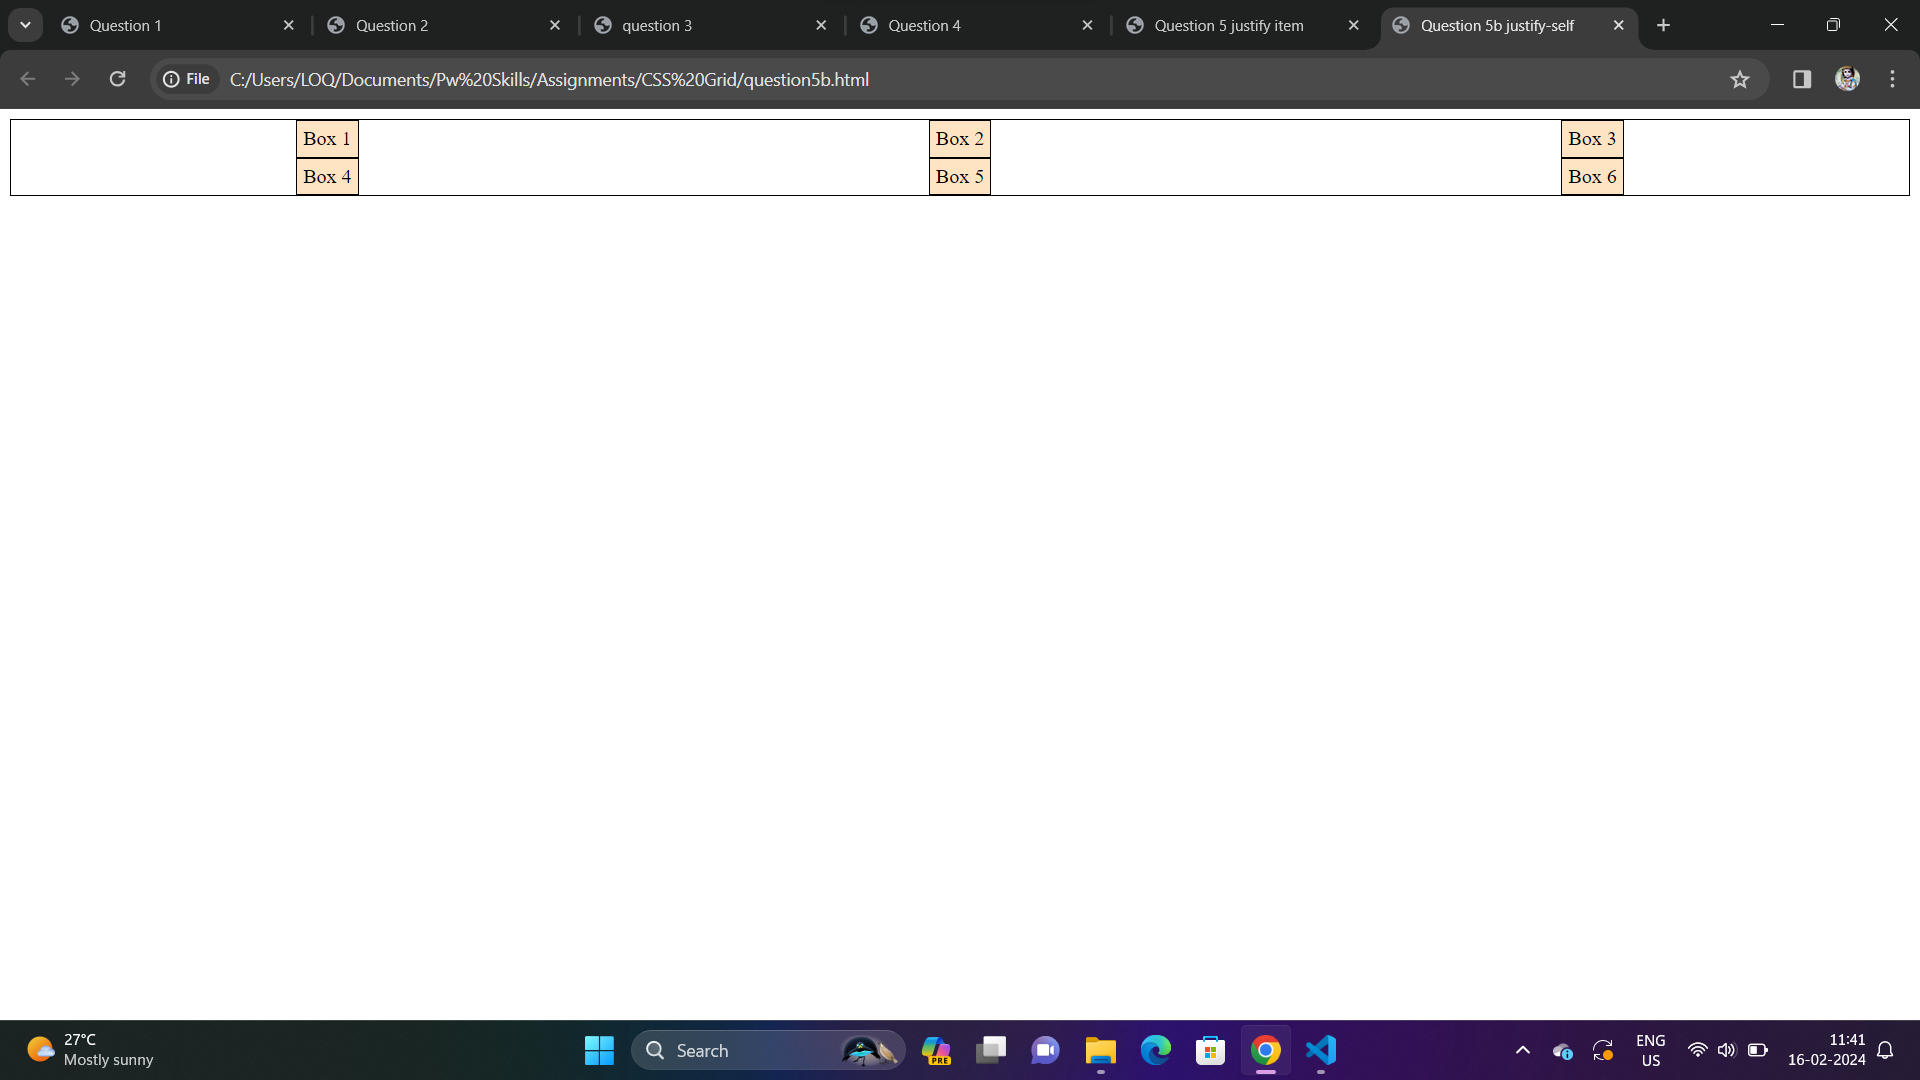 Question 1
Question 2
question 3
Question 4
Question 5 justify item
Question 5b justify-self
File
C:/Users/LOQ/Documents/Pw%20Skills/Assignments/CSS%20Grid/question5b.html
Box 1
Box 2
Box 3
Box 4
Box 5
Box 6
27°C
Mostly sunny
Search
PRE
ENG
US
11:41
16-02-2024